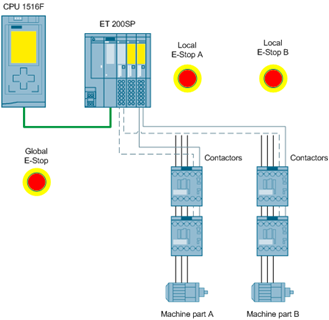 CPU 1516F
ET 200SP
Local
E-Stop A
Local
E-Stop B
Global
E-Stop
Contactors
Contactors
Machine part A
Machine part B